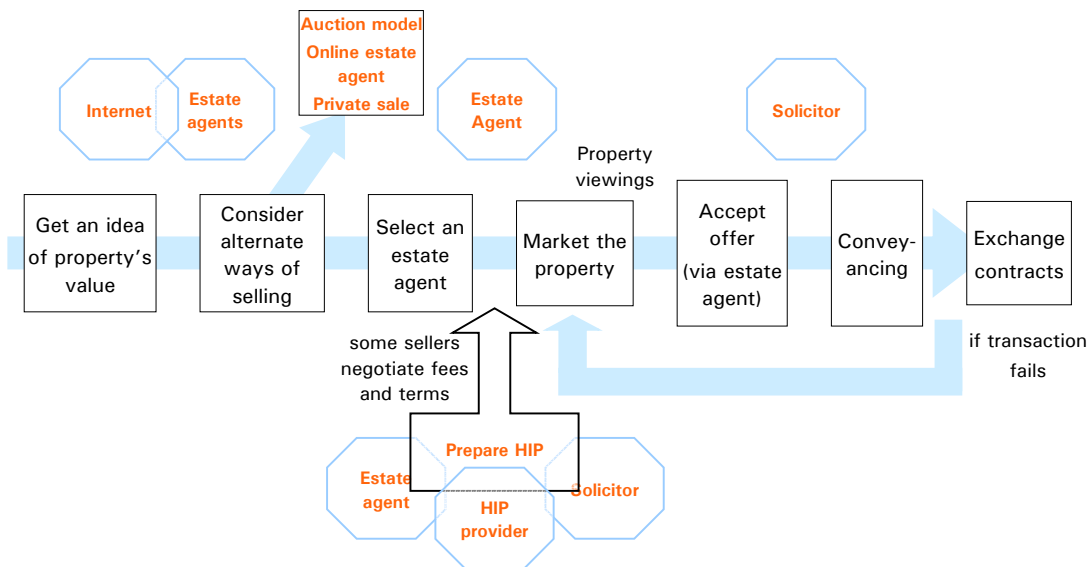 Auction model
Online estate
agent
Private sale
Internet
Estate
agents
Estate
Agent
Solicitor
Property
viewings
Get an idea
of property's
value
Consider
alternate
ways of
selling
Select an
estate
agent
Market the
property
Accept
offer
(via estate
agent)
Convey-
ancing
Exchange
contracts
some sellers
negotiate fees
and terms
if transaction
fails
Prepare HIP
Estate
agent
HIP
provider
Solicitor